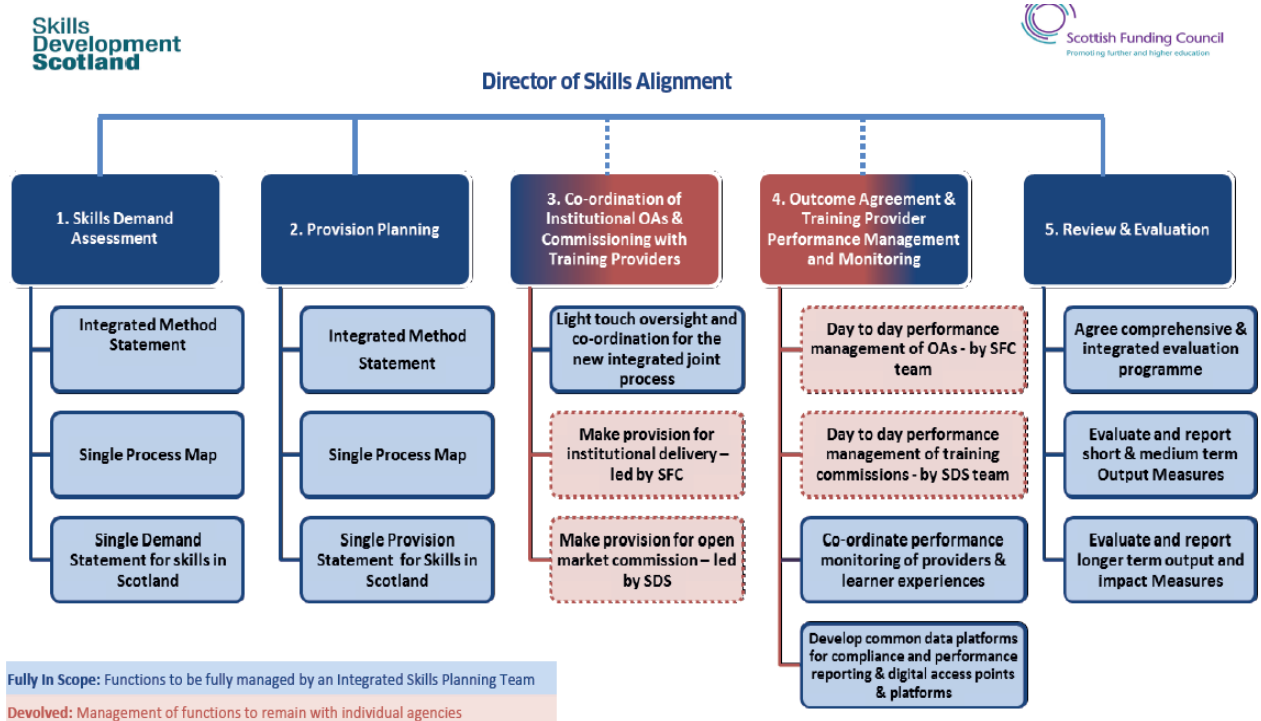 Skills
Development
Scotland
Scottish Funding Council
Promoting further and higher education
Director of Skills Alignment
1. Skills Demand
Assessment
Integrated Method
Statement
Single Process Map
Single Demand
Statement for skills in
Scotland
2. Provision Planning
Integrated Method
Statement
Single Process Map
Single Provision
Statement for Skills in
Scotland
3. Co-ordination of
Institutional OAs &
Commissioning with
Training Providers
Light touch oversight and
co-ordination for the
new integrated joint
process
Make provision for
institutional delivery –
led by SFC
Make provision for open
market commission – led
by SDS
4. Outcome Agreement &
Training Provider
Performance Management
and Monitoring
Day to day performance
management of OAs - by SFC
team
Day to day performance
management of training
commissions - by SDS team
Co-ordinate performance
monitoring of providers &
learner experiences
Develop common data platforms
for compliance and performance
reporting & digital access points
& platforms
5. Review & Evaluation
Agree comprehensive &
integrated evaluation
programme
Evaluate and report
short & medium term
Output Measures
Evaluate and report
longer term output and
impact Measures
Fully In Scope: Functions to be fully managed by an Integrated Skills Planning Team
Devolved: Management of functions to remain with individual agencies